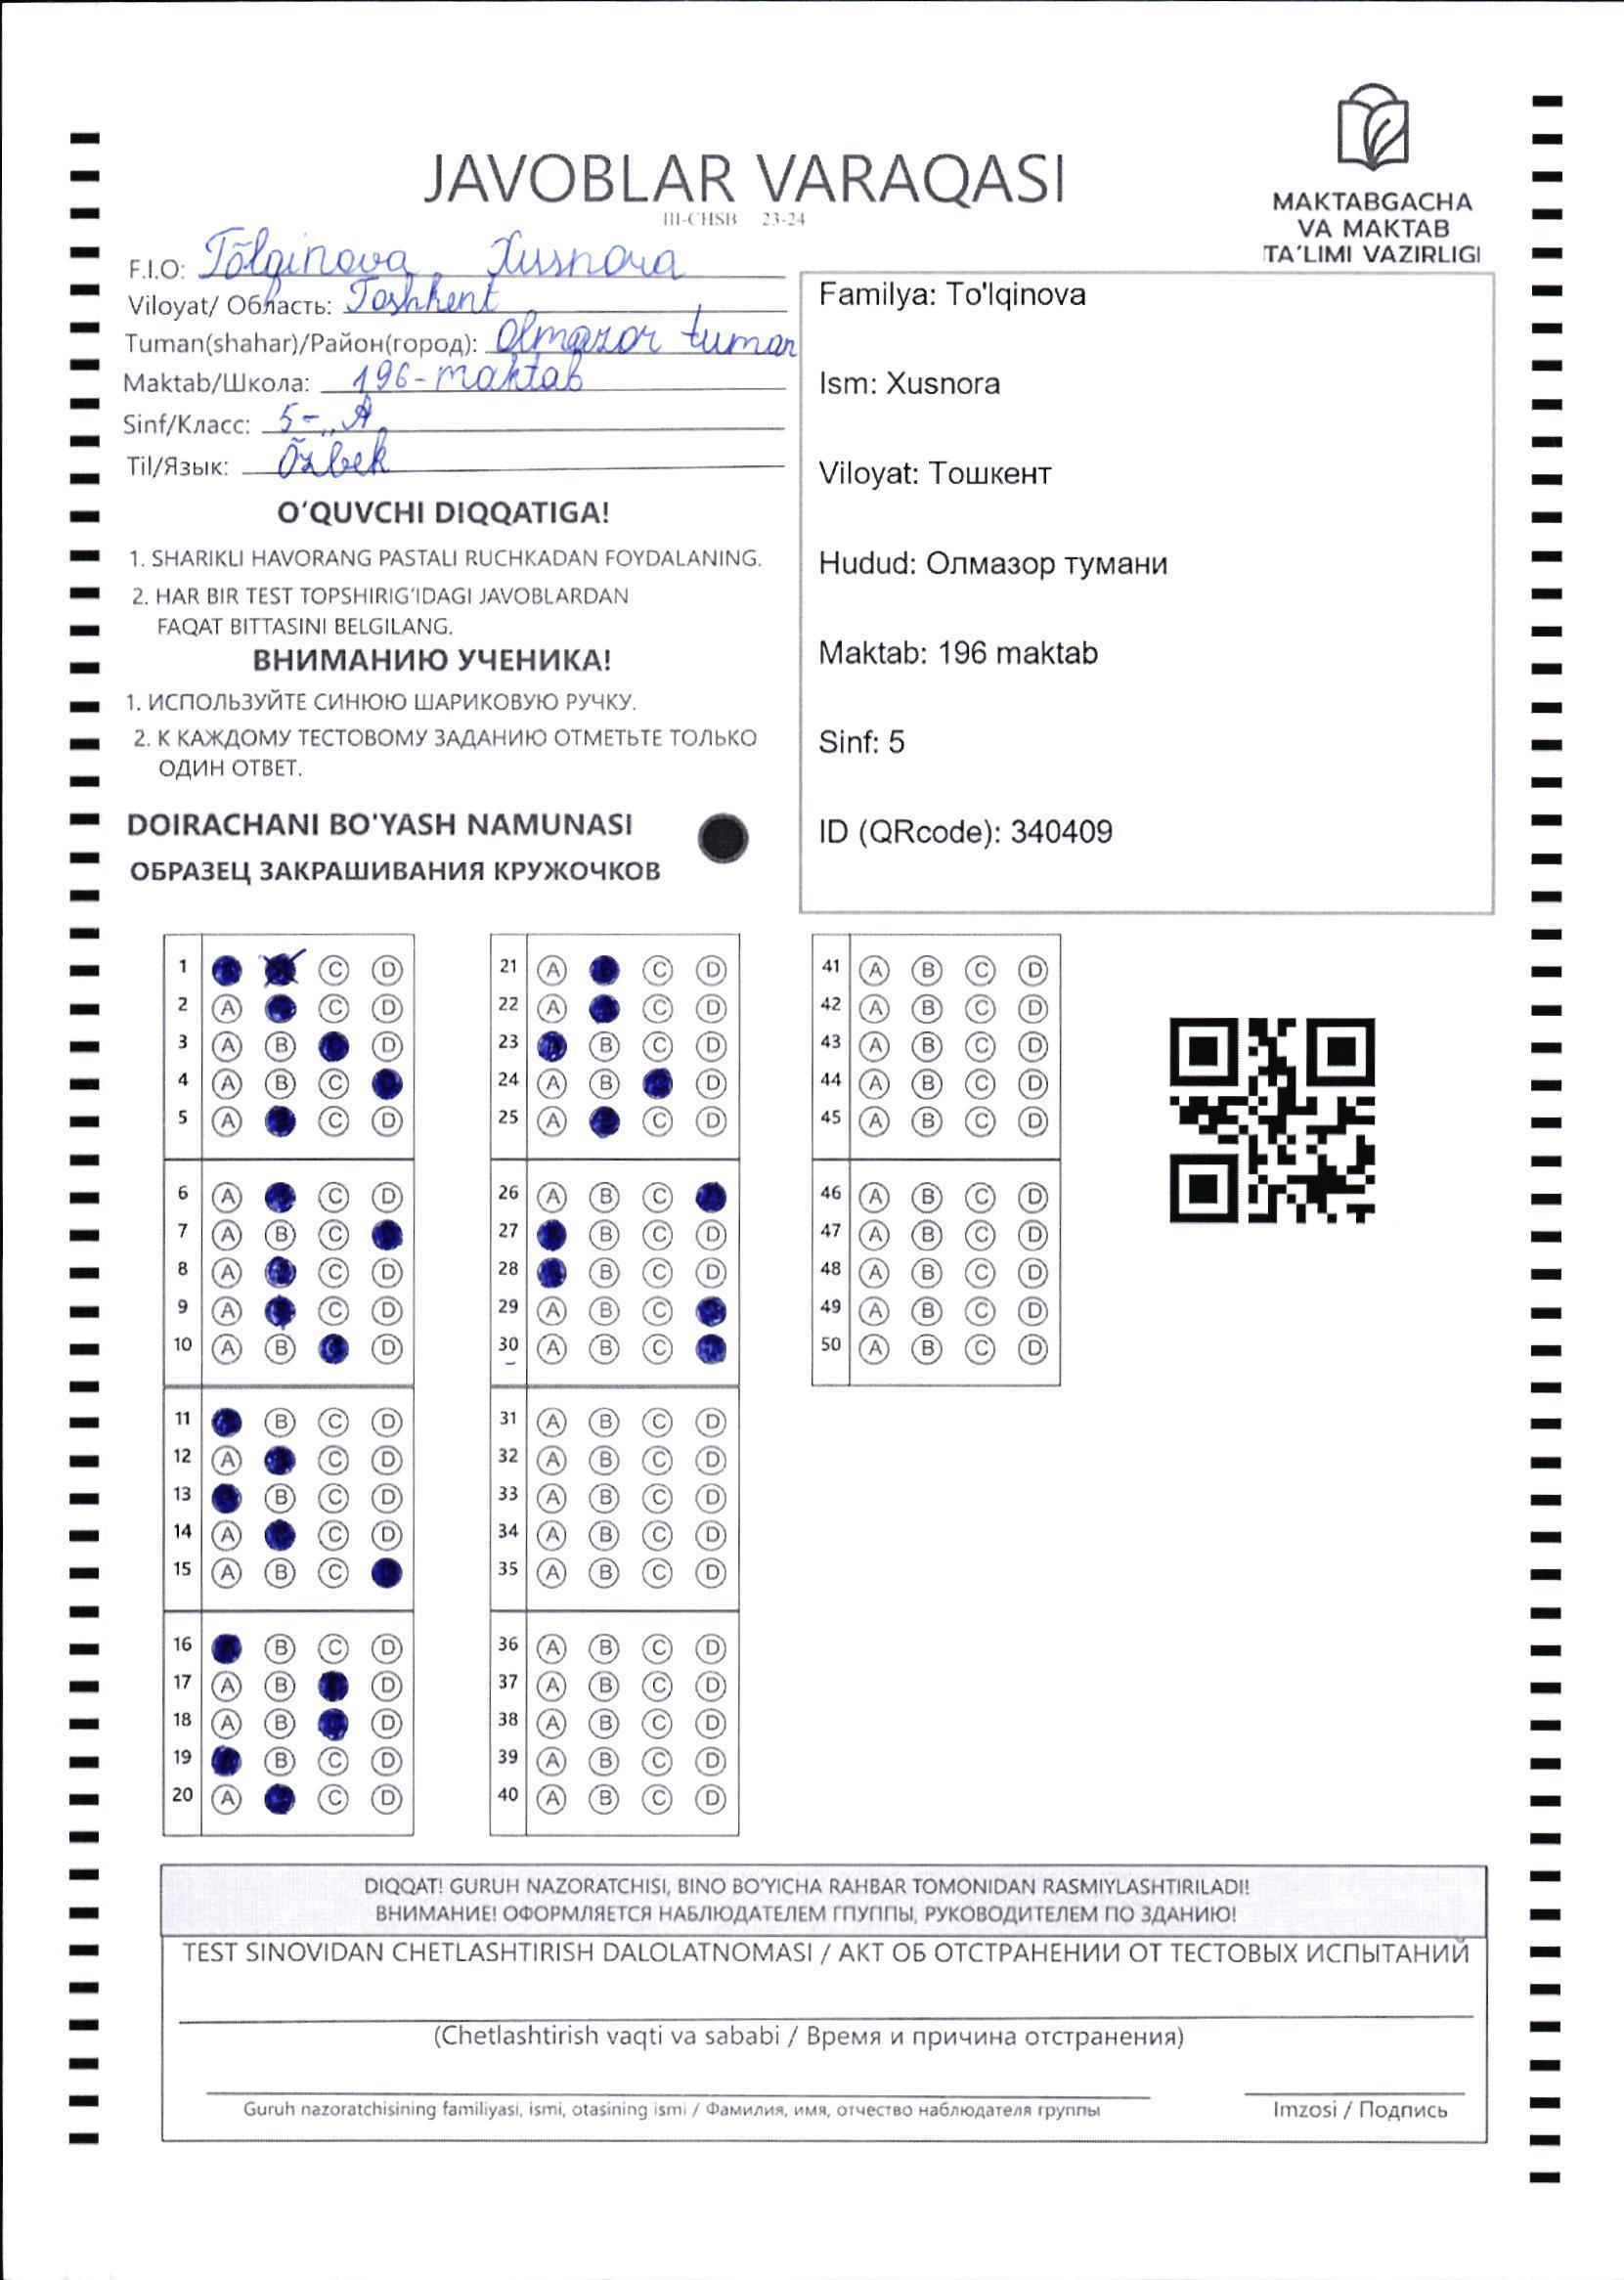 JAVOBLAR VARAQASI
III-CHSB 23-24
MAKTABGACHA
VA MAKTAB
TA'LIMI VAZIRLIGI
F.I.O: Tõlqinova Xusnora
Viloyat/ Область: Toshkent
Tuman(shahar)/Район(город): Olmazor tuman
Maktab/Школа: 196-maktab
Sinf/Класс: 5-„A
Til/Язык: Õzbek
O'QUVCHI DIQQATIGA!
1. SHARIKLI HAVORANG PASTALI RUCHKADAN FOYDALANING.
2. HAR BIR TEST TOPSHIRIG'IDAGI JAVOBLARDAN
FAQAT BITTASINI BELGILANG.
ВНИМАНИЮ УЧЕНИКА!
1. ИСПОЛЬЗУЙТЕ СИНЮЮ ШАРИКОВУЮ РУЧКУ.
2. К КАЖДОМУ ТЕСТОВОМУ ЗАДАНИЮ ОТМЕТЬТЕ ТОЛЬКО
ОДИН ОТВЕТ.
DOIRACHANI BO'YASH NAMUNASI
ОБРАЗЕЦ ЗАКРАШИВАНИЯ КРУЖОЧКОВ
Familya: To'lqinova
Ism: Xusnora
Viloyat: Тошкент
Hudud: Олмазор тумани
Maktab: 196 maktab
Sinf: 5
ID (QRcode): 340409
1 C D
2 A C D
3 A B D
4 A B C
5 A C D
6 A C D
7 A B C
8 A C D
9 A C D
10 A B D
11 B C D
12 A C D
13 B C D
14 A C D
15 A B C
16 B C D
17 A B D
18 A B D
19 B C D
20 A C D
21 A C D
22 A C D
23 B C D
24 A B D
25 A C D
26 A B C
27 B C D
28 B C D
29 A B C
30 A B C
31 A B C D
32 A B C D
33 A B C D
34 A B C D
35 A B C D
36 A B C D
37 A B C D
38 A B C D
39 A B C D
40 A B C D
41 A B C D
42 A B C D
43 A B C D
44 A B C D
45 A B C D
46 A B C D
47 A B C D
48 A B C D
49 A B C D
50 A B C D
DIQQAT! GURUH NAZORATCHISI, BINO BO'YICHA RAHBAR TOMONIDAN RASMIYLASHTIRILADI!
ВНИМАНИЕ! ОФОРМЛЯЕТСЯ НАБЛЮДАТЕЛЕМ ГПУППЫ, РУКОВОДИТЕЛЕМ ПО ЗДАНИЮ!
TEST SINOVIDAN CHETLASHTIRISH DALOLATNOMASI / АКТ ОБ ОТСТРАНЕНИИ ОТ ТЕСТОВЫХ ИСПЫТАНИЙ
(Chetlashtirish vaqti va sababi / Время и причина отстранения)
Guruh nazoratchisining familiyasi, ismi, otasining ismi / Фамилия, имя, отчество наблюдателя группы
Imzosi / Подпись